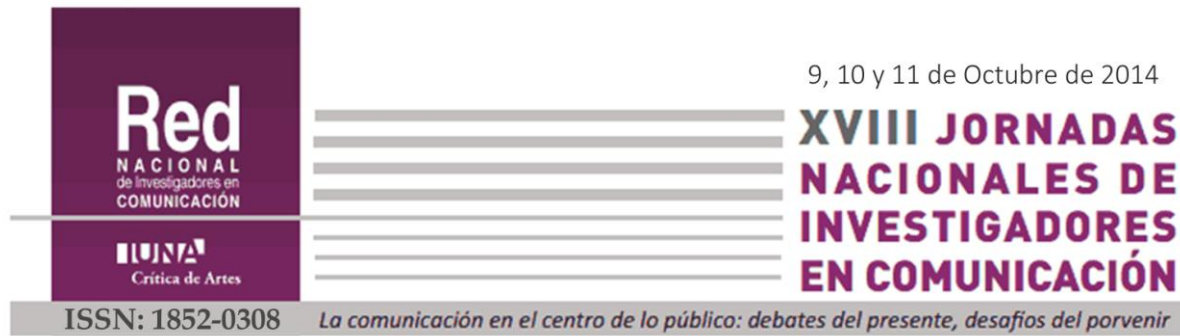 Red
NACIONAL
de Investigadores en
COMUNICACIÓN
IUNA
Crítica de Artes
ISSN: 1852-0308
9, 10 y 11 de Octubre de 2014
XVIII JORNADAS
NACIONALES DE
INVESTIGADORES
EN COMUNICACIÓN
La comunicación en el centro de lo público: debates del presente, desafíos del porvenir